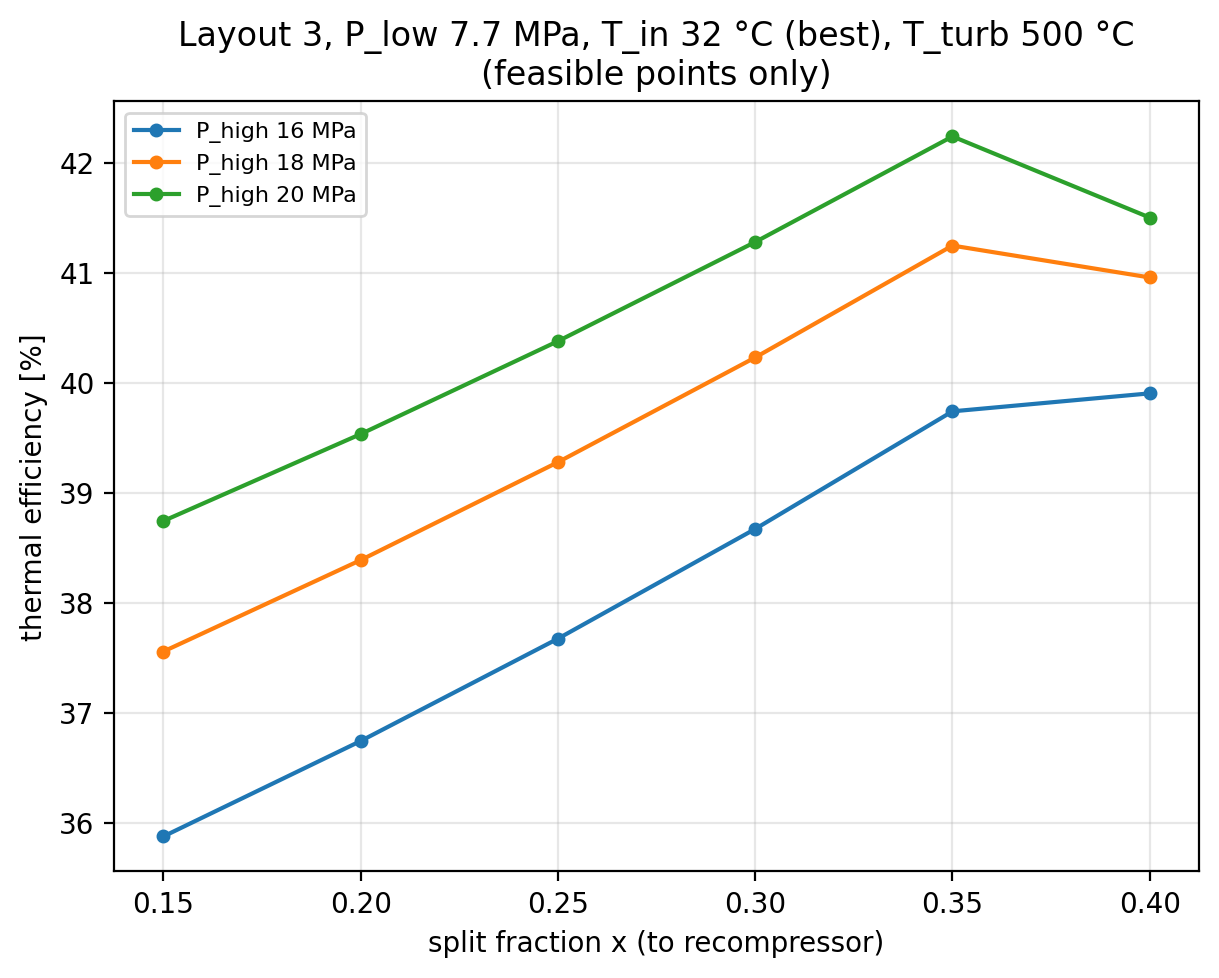 Layout 3, P_low 7.7 MPa, T_in 32 °C (best), T_turb 500 °C
(feasible points only)
P_high 16 MPa
P_high 18 MPa
P_high 20 MPa
thermal efficiency [%]
42
41
40
39
38
37
36
0.15 0.20 0.25 0.30 0.35 0.40
split fraction x (to recompressor)